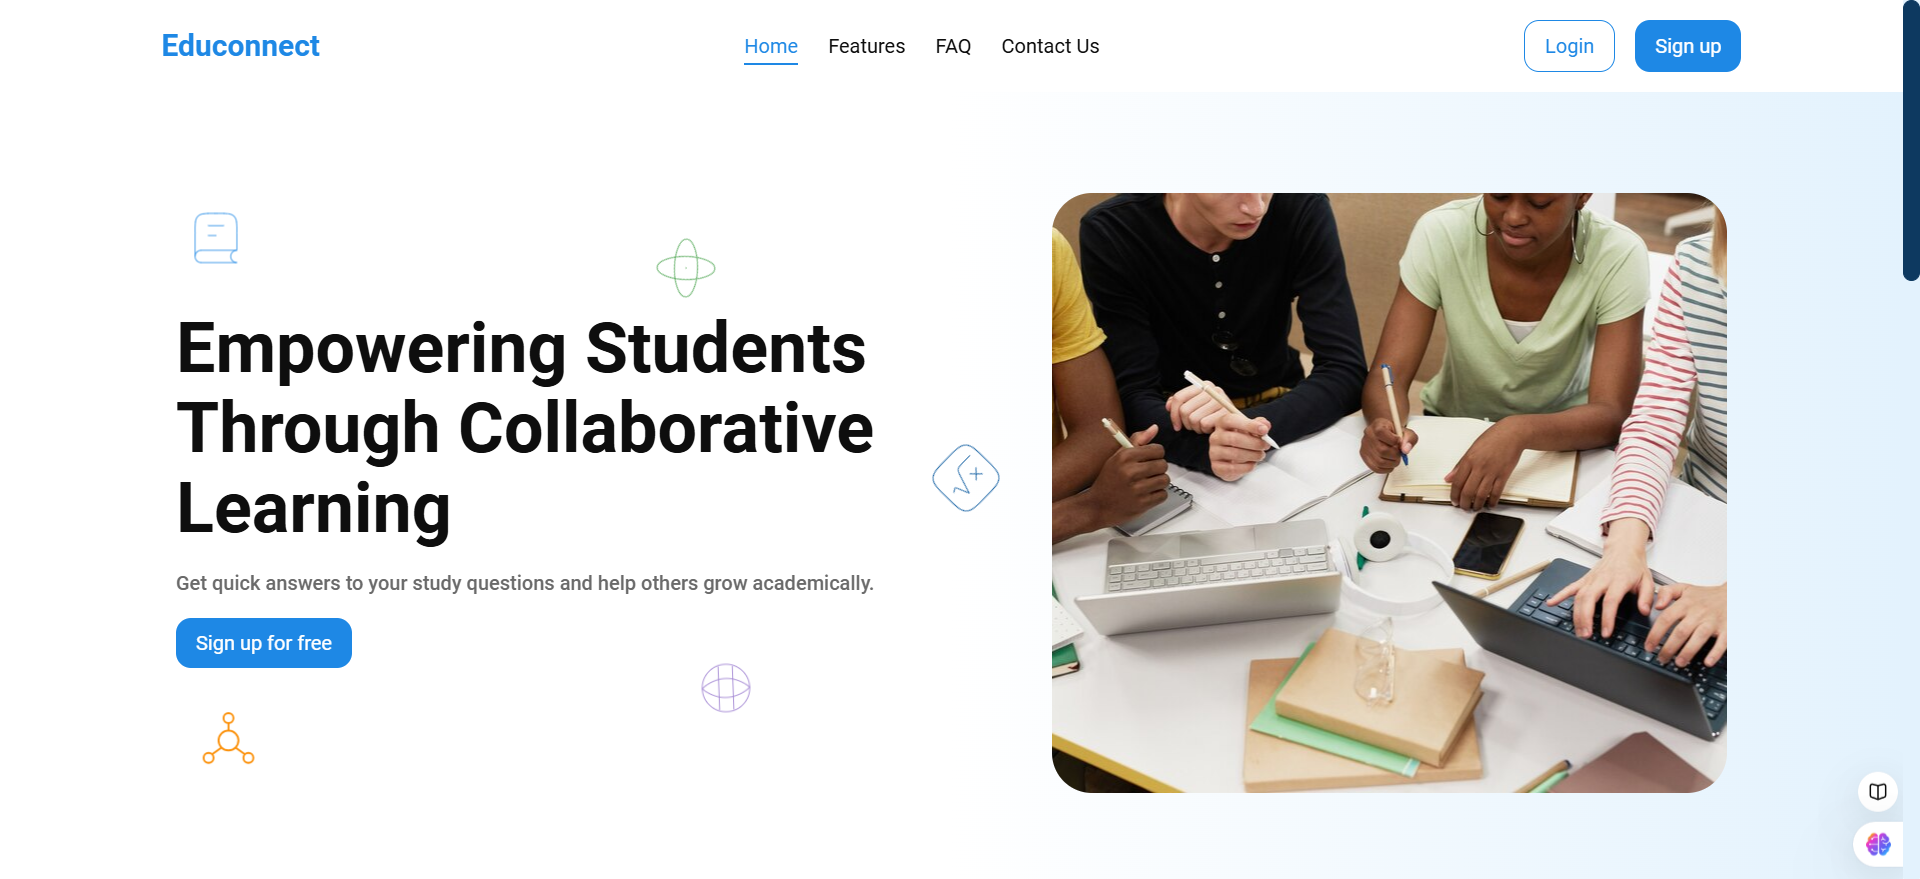 Educonnect
Home
Features
FAQ
Contact Us
Login
Sign up
Empowering Students
Through Collaborative
Learning
Get quick answers to your study questions and help others grow academically.
Sign up for free